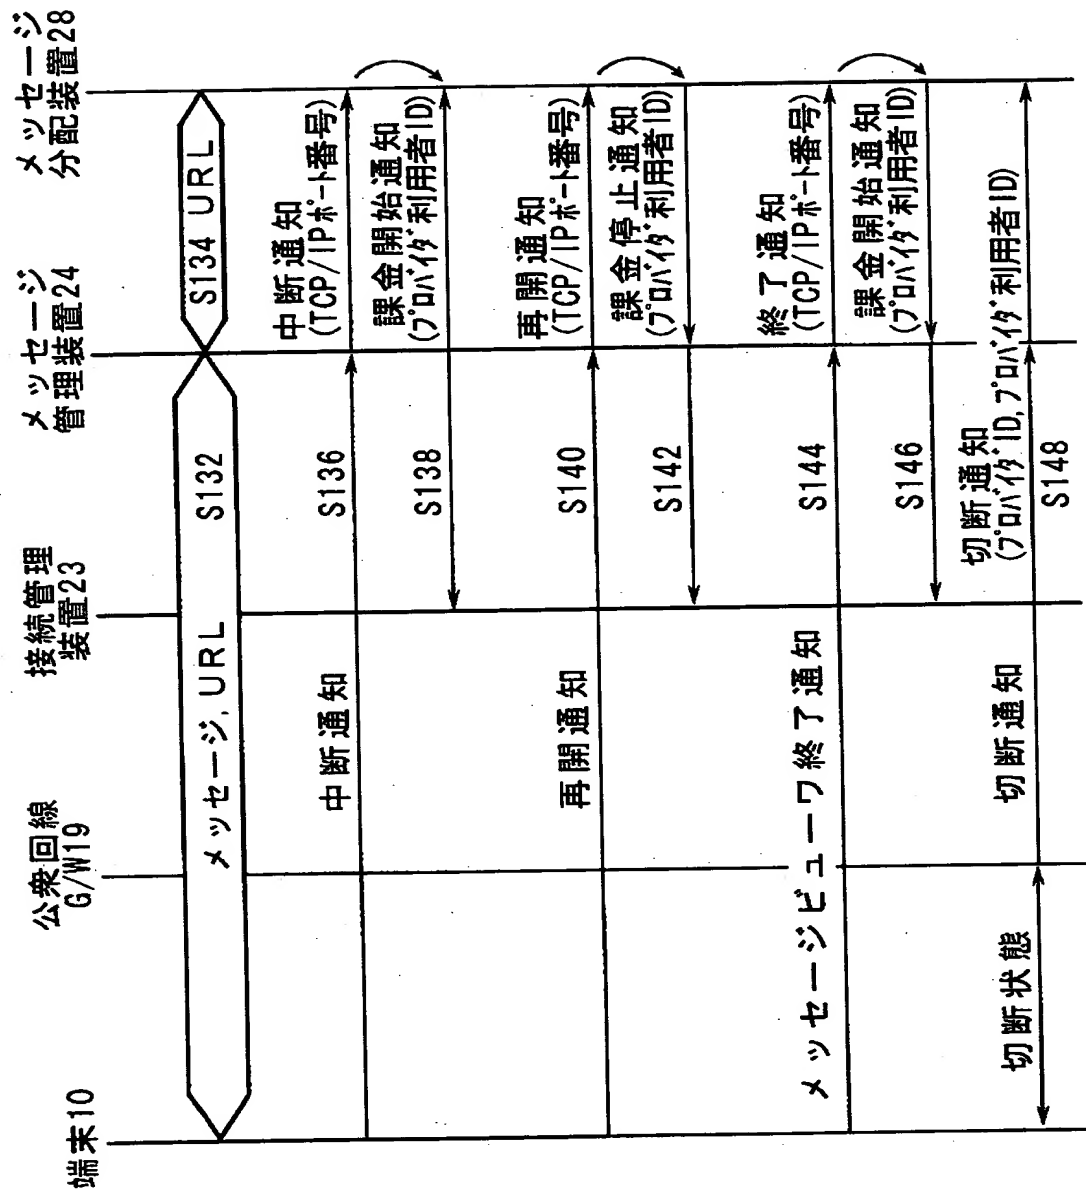 端末10
公衆回線
G/W19
接続管理
装置23
メッセージ
管理装置24
メッセージ
分配装置28
メッセージ, URL
S132
S134 URL
中断通知
S136
中断通知
(TCP/IPポート番号)
S138
課金開始通知
(プロバイダ利用者ID)
再開通知
S140
再開通知
(TCP/IPポート番号)
S142
課金停止通知
(プロバイダ利用者ID)
メッセージビューワ終了通知
S144
終了通知
(TCP/IPポート番号)
S146
課金開始通知
(プロバイダ利用者ID)
切断状態
切断通知
切断通知
(プロバイダID,プロバイダ利用者ID)
S148